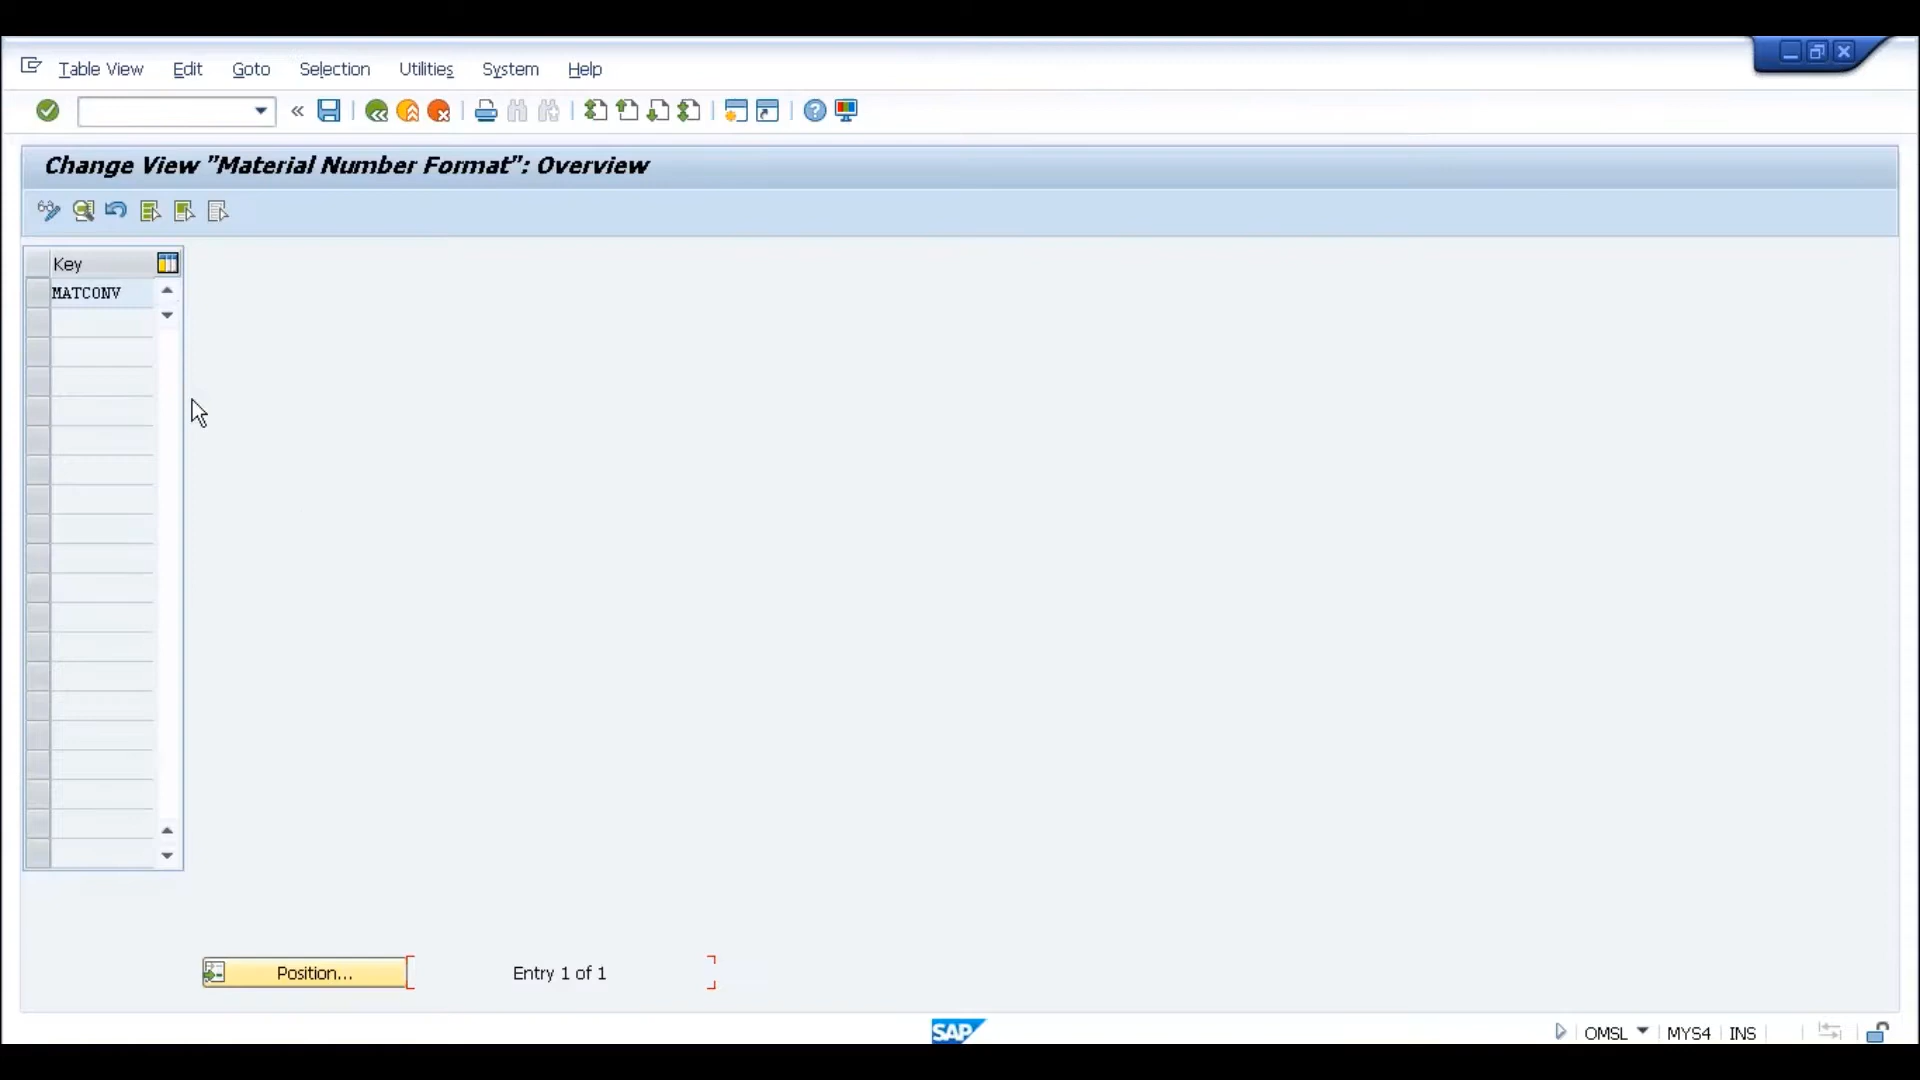 Table View Edit Goto Selection Utilities System Help
Change View "Material Number Format": Overview
Key
MATCONV
Position... Entry 1 of 1
SAP OMSL MYS4 INS